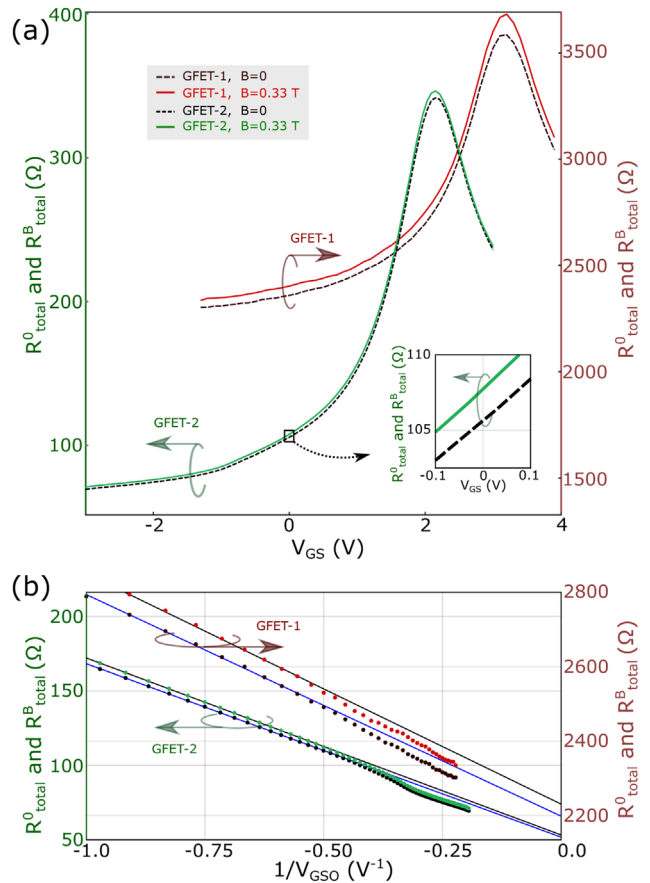 (a)
400
300
200
100
R⁰total and Rᴮtotal (Ω)
3500
3000
2500
2000
1500
R⁰total and Rᴮtotal (Ω)
GFET-1, B=0
GFET-1, B=0.33 T
GFET-2, B=0
GFET-2, B=0.33 T
GFET-1
GFET-2
110
105
R⁰total and Rᴮtotal (Ω)
-0.1 0 0.1
VGS (V)
-2 0 2 4
VGS (V)
(b)
200
150
100
50
R⁰total and Rᴮtotal (Ω)
2800
2600
2400
2200
R⁰total and Rᴮtotal (Ω)
GFET-1
GFET-2
-1.0 -0.75 -0.50 -0.25 0.0
1/VGSO (V⁻¹)